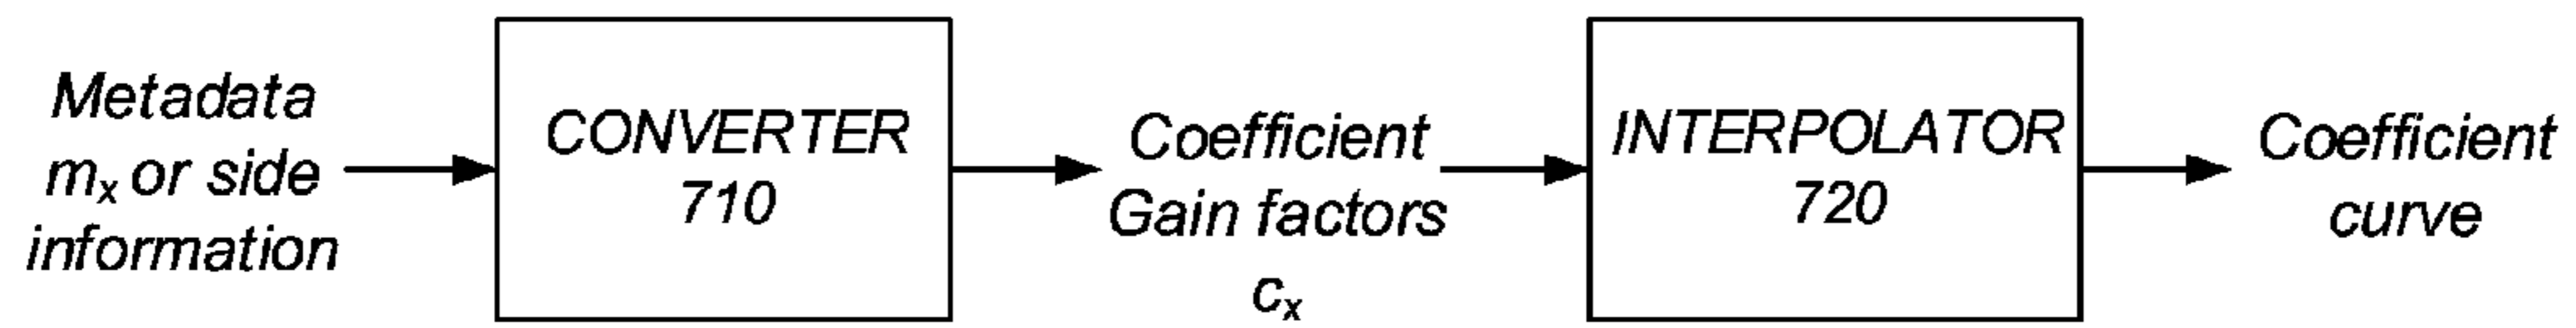 Metadata
mx or side
information
CONVERTER
710
Coefficient
Gain factors
cx
INTERPOLATOR
720
Coefficient
curve